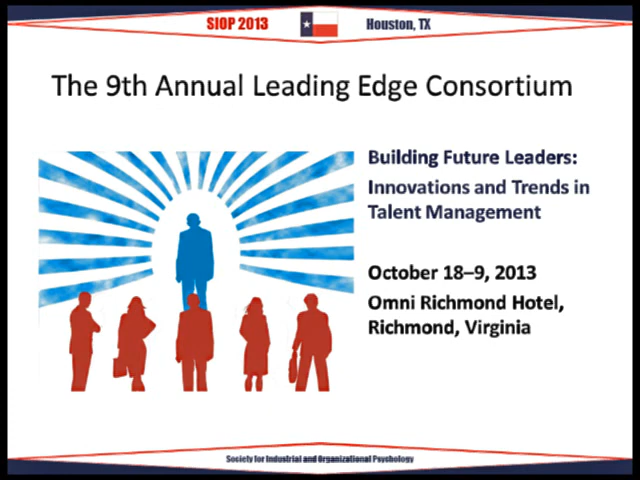 SIOP 2013 Houston, TX
The 9th Annual Leading Edge Consortium
Building Future Leaders:
Innovations and Trends in
Talent Management
October 18–9, 2013
Omni Richmond Hotel,
Richmond, Virginia
Society for Industrial and Organizational Psychology